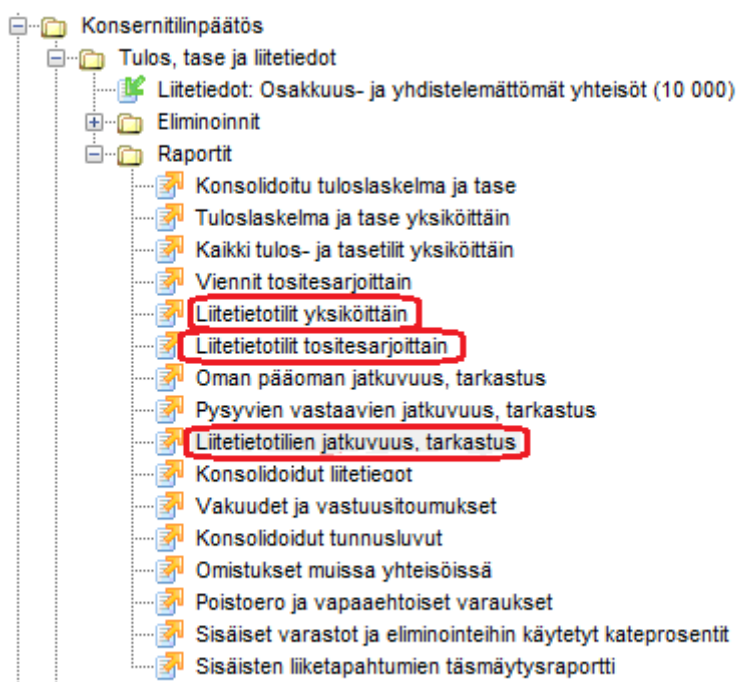 Konsernitilinpäätös
Tulos, tase ja liitetiedot
Liitetiedot: Osakkuus- ja yhdistelemättömät yhteisöt (10 000)
Eliminoinnit
Raportit
Konsolidoitu tuloslaskelma ja tase
Tuloslaskelma ja tase yksiköittäin
Kaikki tulos- ja tasetilit yksiköittäin
Viennit tositesarjoittain
Liitetietotilit yksiköittäin
Liitetietotilit tositesarjoittain
Oman pääoman jatkuvuus, tarkastus
Pysyvien vastaavien jatkuvuus, tarkastus
Liitetietotilien jatkuvuus, tarkastus
Konsolidoidut liitetiedot
Vakuudet ja vastuusitoumukset
Konsolidoidut tunnusluvut
Omistukset muissa yhteisöissä
Poistoero ja vapaaehtoiset varaukset
Sisäiset varastot ja eliminointeihin käytetyt kateprosentit
Sisäisten liiketapahtumien täsmäytysraportti